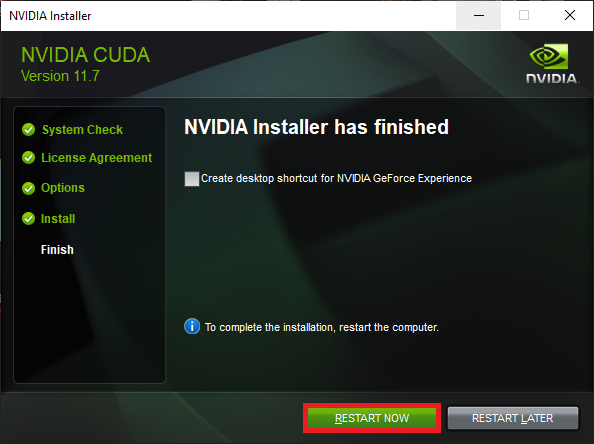 NVIDIA Installer
NVIDIA CUDA
Version 11.7
NVIDIA.
System Check
License Agreement
Options
Install
Finish
NVIDIA Installer has finished
Create desktop shortcut for NVIDIA GeForce Experience
To complete the installation, restart the computer.
RESTART NOW
RESTART LATER